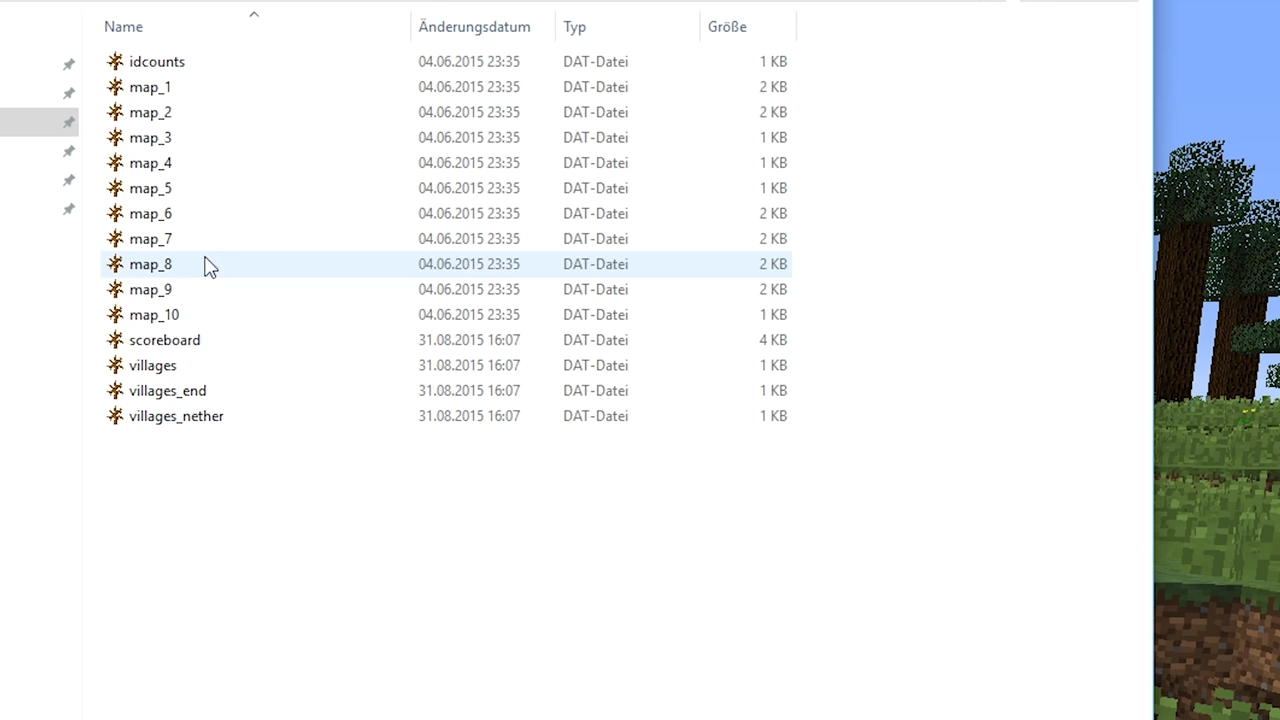 Name Änderungsdatum Typ Größe
idcounts 04.06.2015 23:35 DAT-Datei 1 KB
map_1 04.06.2015 23:35 DAT-Datei 2 KB
map_2 04.06.2015 23:35 DAT-Datei 2 KB
map_3 04.06.2015 23:35 DAT-Datei 1 KB
map_4 04.06.2015 23:35 DAT-Datei 1 KB
map_5 04.06.2015 23:35 DAT-Datei 1 KB
map_6 04.06.2015 23:35 DAT-Datei 2 KB
map_7 04.06.2015 23:35 DAT-Datei 2 KB
map_8 04.06.2015 23:35 DAT-Datei 2 KB
map_9 04.06.2015 23:35 DAT-Datei 2 KB
map_10 04.06.2015 23:35 DAT-Datei 1 KB
scoreboard 31.08.2015 16:07 DAT-Datei 4 KB
villages 31.08.2015 16:07 DAT-Datei 1 KB
villages_end 31.08.2015 16:07 DAT-Datei 1 KB
villages_nether 31.08.2015 16:07 DAT-Datei 1 KB